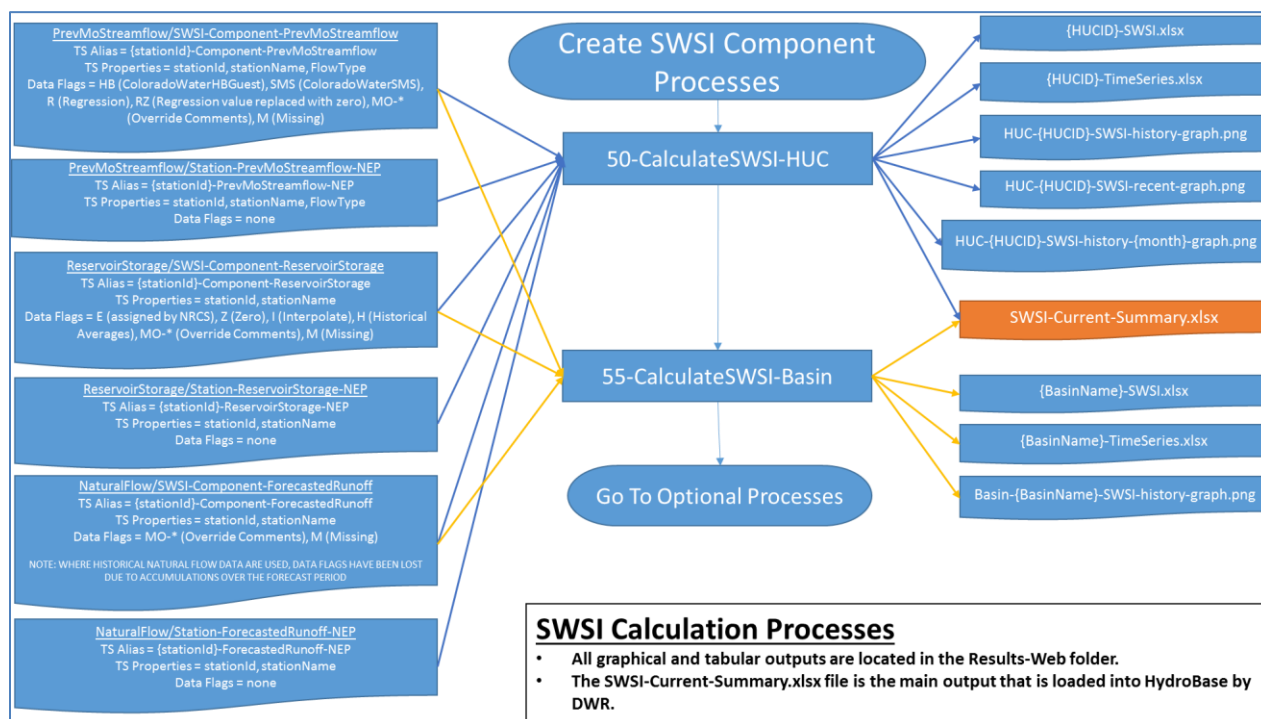 PrevMoStreamflow/SWSI-Component-PrevMoStreamflow
TS Alias = {stationId}-Component-PrevMoStreamflow
TS Properties = stationId, stationName, FlowType
Data Flags = HB (ColoradoWaterHBGuest), SMS (ColoradoWaterSMS),
R (Regression), RZ (Regression value replaced with zero), MO-*
(Override Comments), M (Missing)
PrevMoStreamflow/Station-PrevMoStreamflow-NEP
TS Alias = {stationId}-PrevMoStreamflow-NEP
TS Properties = stationId, stationName, FlowType
Data Flags = none
ReservoirStorage/SWSI-Component-ReservoirStorage
TS Alias = {stationId}-Component-ReservoirStorage
TS Properties = stationId, stationName
Data Flags = E (assigned by NRCS), Z (Zero), I (Interpolate), H (Historical
Averages), MO-* (Override Comments), M (Missing)
ReservoirStorage/Station-ReservoirStorage-NEP
TS Alias = {stationId}-ReservoirStorage-NEP
TS Properties = stationId, stationName
Data Flags = none
NaturalFlow/SWSI-Component-ForecastedRunoff
TS Alias = {stationId}-Component-ForecastedRunoff
TS Properties = stationId, stationName
Data Flags = MO-* (Override Comments), M (Missing)
NOTE: WHERE HISTORICAL NATURAL FLOW DATA ARE USED, DATA FLAGS HAVE BEEN LOST
DUE TO ACCUMULATIONS OVER THE FORECAST PERIOD
NaturalFlow/Station-ForecastedRunoff-NEP
TS Alias = {stationId}-ForecastedRunoff-NEP
TS Properties = stationId, stationName
Data Flags = none
Create SWSI Component
Processes
50-CalculateSWSI-HUC
55-CalculateSWSI-Basin
Go To Optional Processes
{HUCID}-SWSI.xlsx
{HUCID}-TimeSeries.xlsx
HUC-{HUCID}-SWSI-history-graph.png
HUC-{HUCID}-SWSI-recent-graph.png
HUC-{HUCID}-SWSI-history-{month}-graph.png
SWSI-Current-Summary.xlsx
{BasinName}-SWSI.xlsx
{BasinName}-TimeSeries.xlsx
Basin-{BasinName}-SWSI-history-graph.png
SWSI Calculation Processes
• All graphical and tabular outputs are located in the Results-Web folder.
• The SWSI-Current-Summary.xlsx file is the main output that is loaded into HydroBase by
DWR.